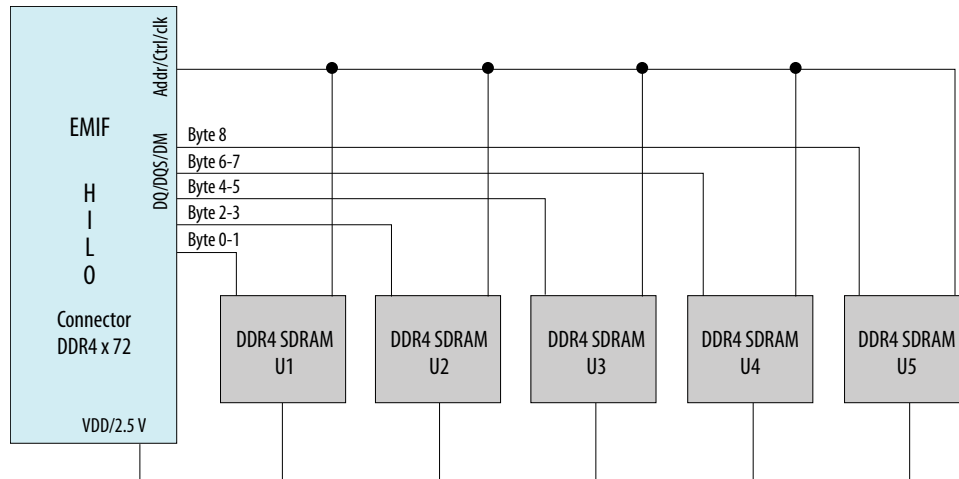 Addr/Ctrl/clk
EMIF
DQ/DQS/DM
H
I
L
O
Connector
DDR4 x 72
VDD/2.5 V
Byte 8
Byte 6-7
Byte 4-5
Byte 2-3
Byte 0-1
DDR4 SDRAM
U1
DDR4 SDRAM
U2
DDR4 SDRAM
U3
DDR4 SDRAM
U4
DDR4 SDRAM
U5